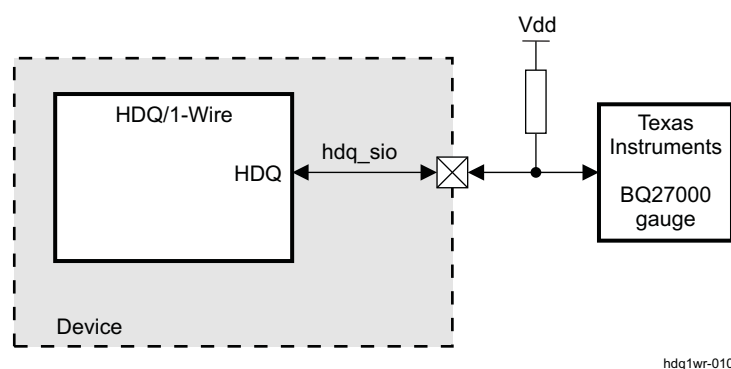 Vdd
HDQ/1-Wire
hdq_sio
HDQ
Texas
Instruments
BQ27000
gauge
Device
hdq1wr-010